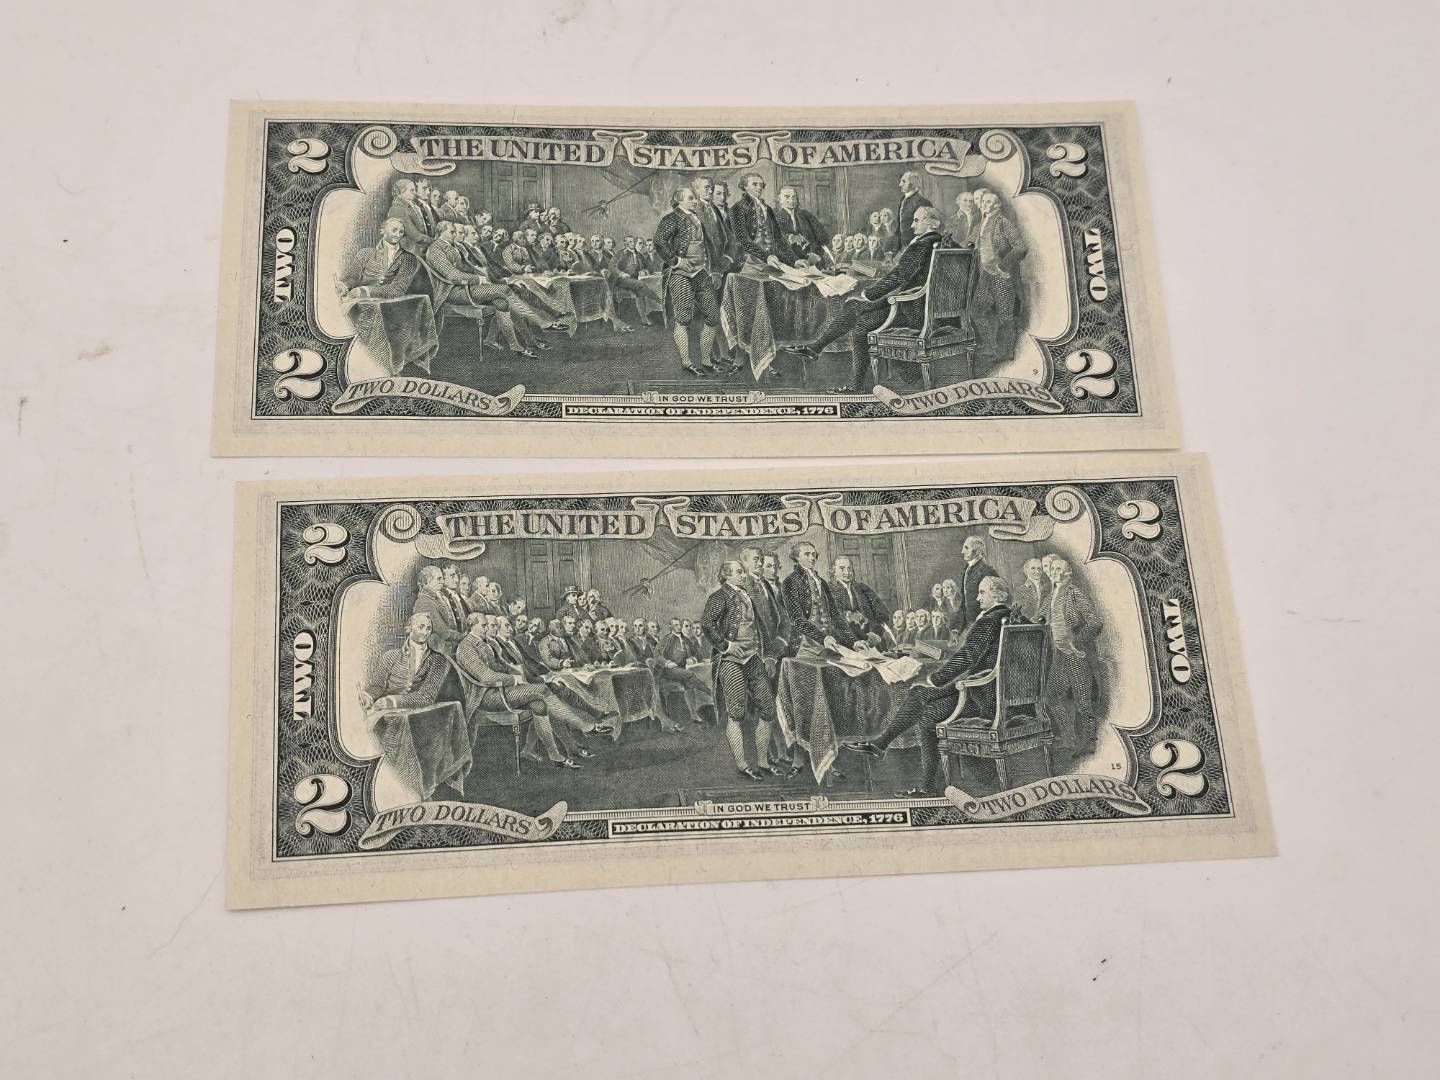 THE UNITED STATES OF AMERICA
2 2
TWO TWO
2 2
9
TWO DOLLARS IN GOD WE TRUST TWO DOLLARS
DECLARATION OF INDEPENDENCE, 1776
THE UNITED STATES OF AMERICA
2 2
TWO TWO
15
2 2
TWO DOLLARS IN GOD WE TRUST TWO DOLLARS
DECLARATION OF INDEPENDENCE, 1776